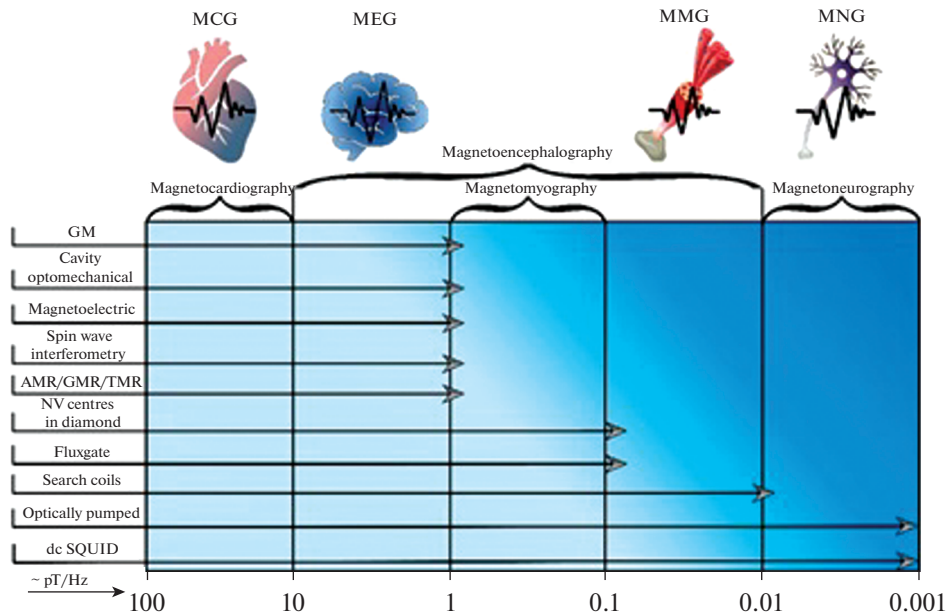 MCG
MEG
MMG
MNG
Magnetoencephalography
Magnetocardiography
Magnetomyography
Magnetoneurography
GM
Cavity
optomechanical
Magnetoelectric
Spin wave
interferometry
AMR/GMR/TMR
NV centres
in diamond
Fluxgate
Search coils
Optically pumped
dc SQUID
~ pT/Hz
100
10
1
0.1
0.01
0.001